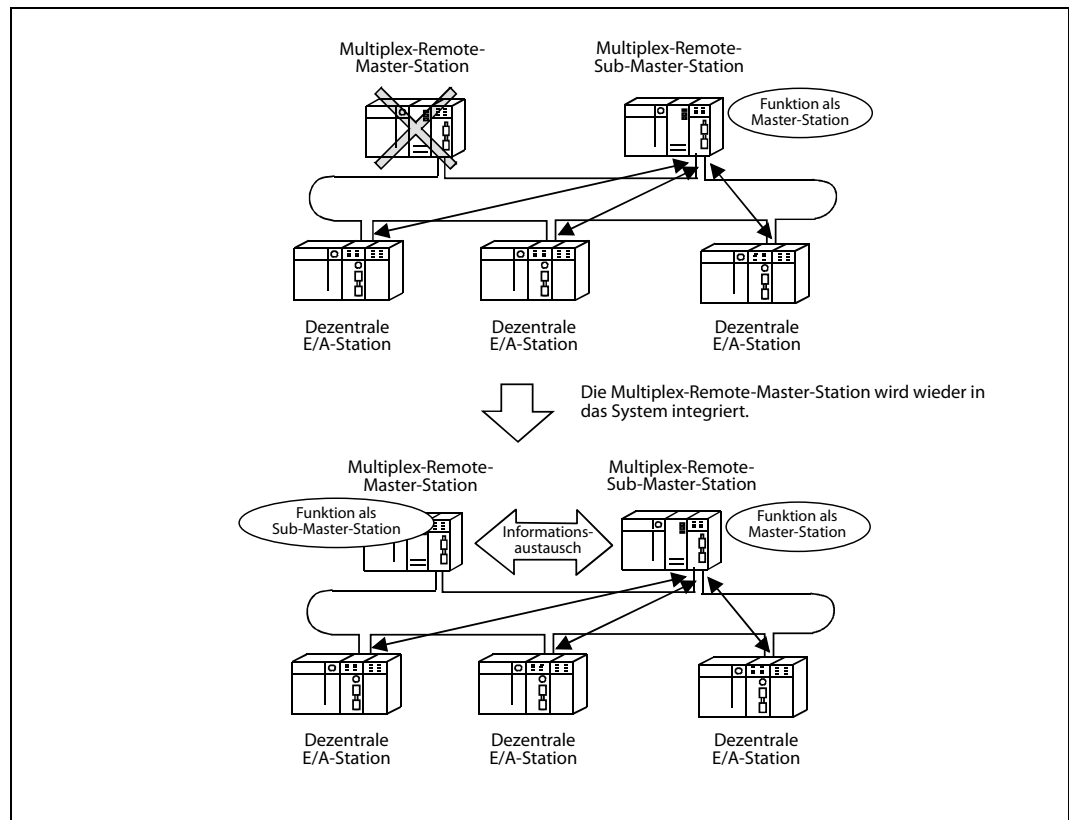 Multiplex-Remote-
Master-Station
Multiplex-Remote-
Sub-Master-Station
Funktion als
Master-Station
Dezentrale
E/A-Station
Dezentrale
E/A-Station
Dezentrale
E/A-Station
Die Multiplex-Remote-Master-Station wird wieder in
das System integriert.
Multiplex-Remote-
Master-Station
Multiplex-Remote-
Sub-Master-Station
Funktion als
Sub-Master-Station
Informations-
austausch
Funktion als
Master-Station
Dezentrale
E/A-Station
Dezentrale
E/A-Station
Dezentrale
E/A-Station